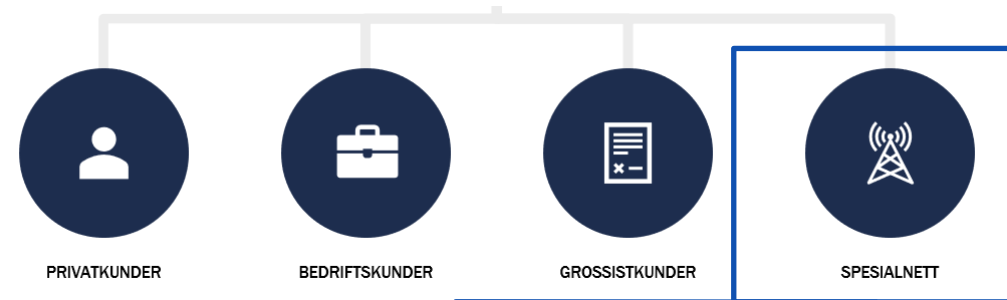 PRIVATKUNDER
BEDRIFTSKUNDER
GROSSISTKUNDER
SPESIALNETT